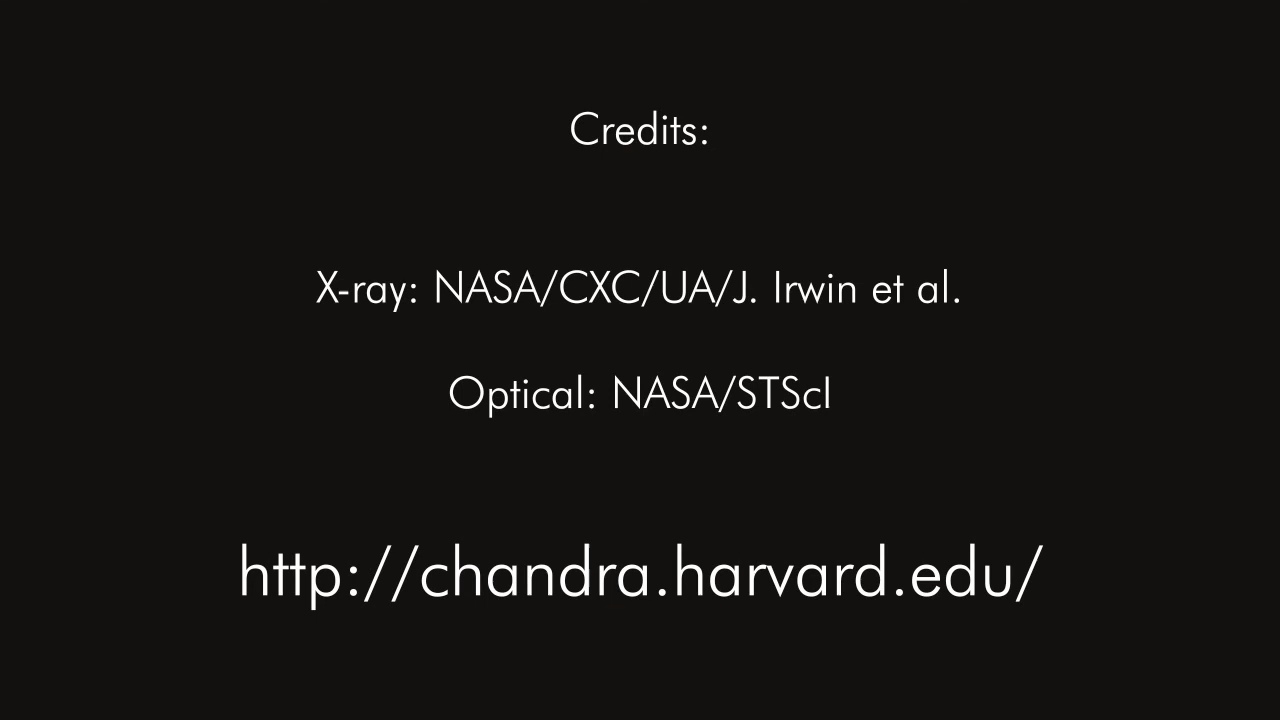 Credits:
X-ray: NASA/CXC/UA/J. Irwin et al.
Optical: NASA/STScI
http://chandra.harvard.edu/